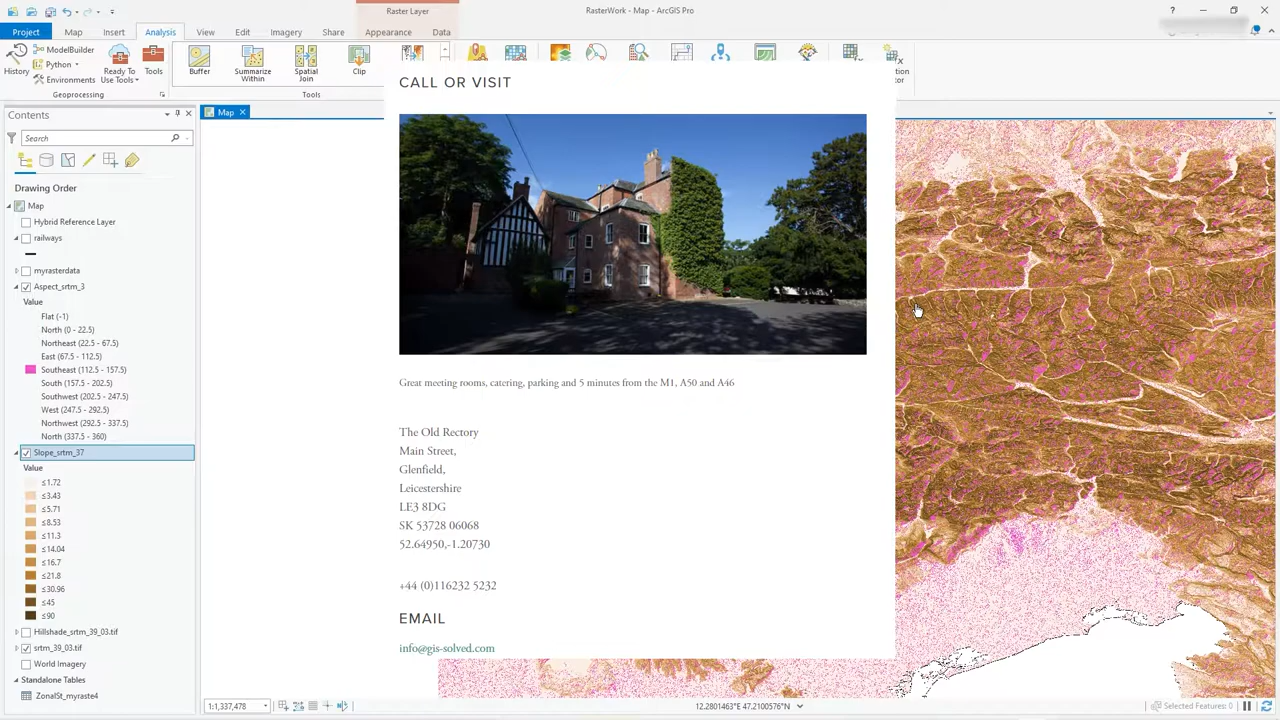 Raster Layer
RasterWork - Map - ArcGIS Pro
?
Project
Map
Insert
Analysis
View
Edit
Imagery
Share
Appearance
Data
History
ModelBuilder
Python
Environments
Ready To
Use Tools
Tools
Geoprocessing
Buffer
Summarize
Within
Spatial
Join
Clip
Tools
Contents
Search
Map
Drawing Order
Map
Hybrid Reference Layer
railways
myrasterdata
Aspect_srtm_3
Value
Flat (-1)
North (0 - 22.5)
Northeast (22.5 - 67.5)
East (67.5 - 112.5)
Southeast (112.5 - 157.5)
South (157.5 - 202.5)
Southwest (202.5 - 247.5)
West (247.5 - 292.5)
Northwest (292.5 - 337.5)
North (337.5 - 360)
Slope_srtm_37
Value
≤1.72
≤3.43
≤5.71
≤8.53
≤11.3
≤14.04
≤16.7
≤21.8
≤30.96
≤45
≤90
Hillshade_srtm_39_03.tif
srtm_39_03.tif
World Imagery
Standalone Tables
ZonalSt_myraste4
CALL OR VISIT
Great meeting rooms, catering, parking and 5 minutes from the M1, A50 and A46
The Old Rectory
Main Street,
Glenfield,
Leicestershire
LE3 8DG
SK 53728 06068
52.64950,-1.20730
+44 (0)116232 5232
EMAIL
info@gis-solved.com
1:1,337,478
12.2801463°E 47.2100576°N
Selected Features: 0